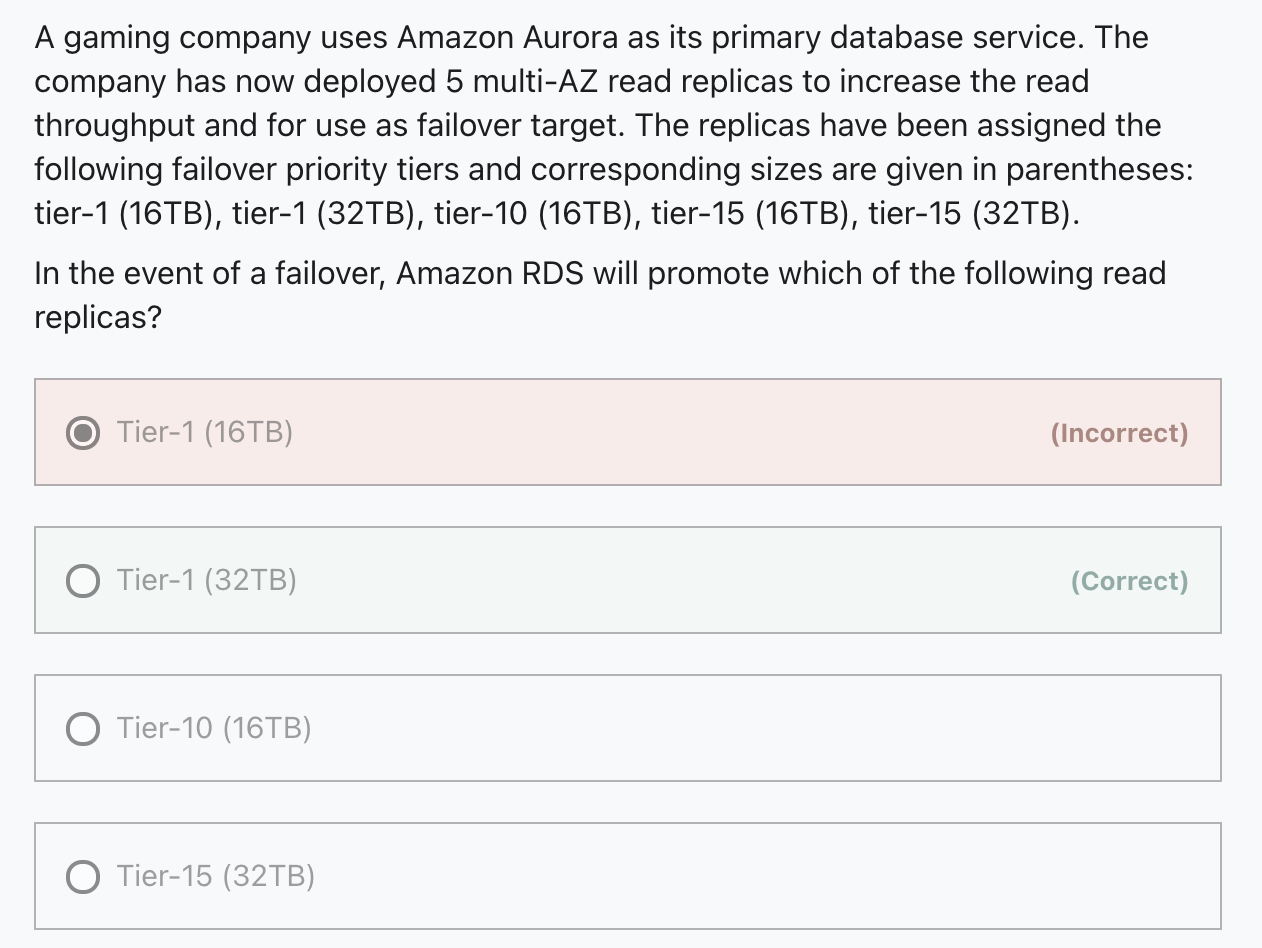 A gaming company uses Amazon Aurora as its primary database service. The
company has now deployed 5 multi-AZ read replicas to increase the read
throughput and for use as failover target. The replicas have been assigned the
following failover priority tiers and corresponding sizes are given in parentheses:
tier-1 (16TB), tier-1 (32TB), tier-10 (16TB), tier-15 (16TB), tier-15 (32TB).
In the event of a failover, Amazon RDS will promote which of the following read
replicas?
Tier-1 (16TB) (Incorrect)
Tier-1 (32TB) (Correct)
Tier-10 (16TB)
Tier-15 (32TB)